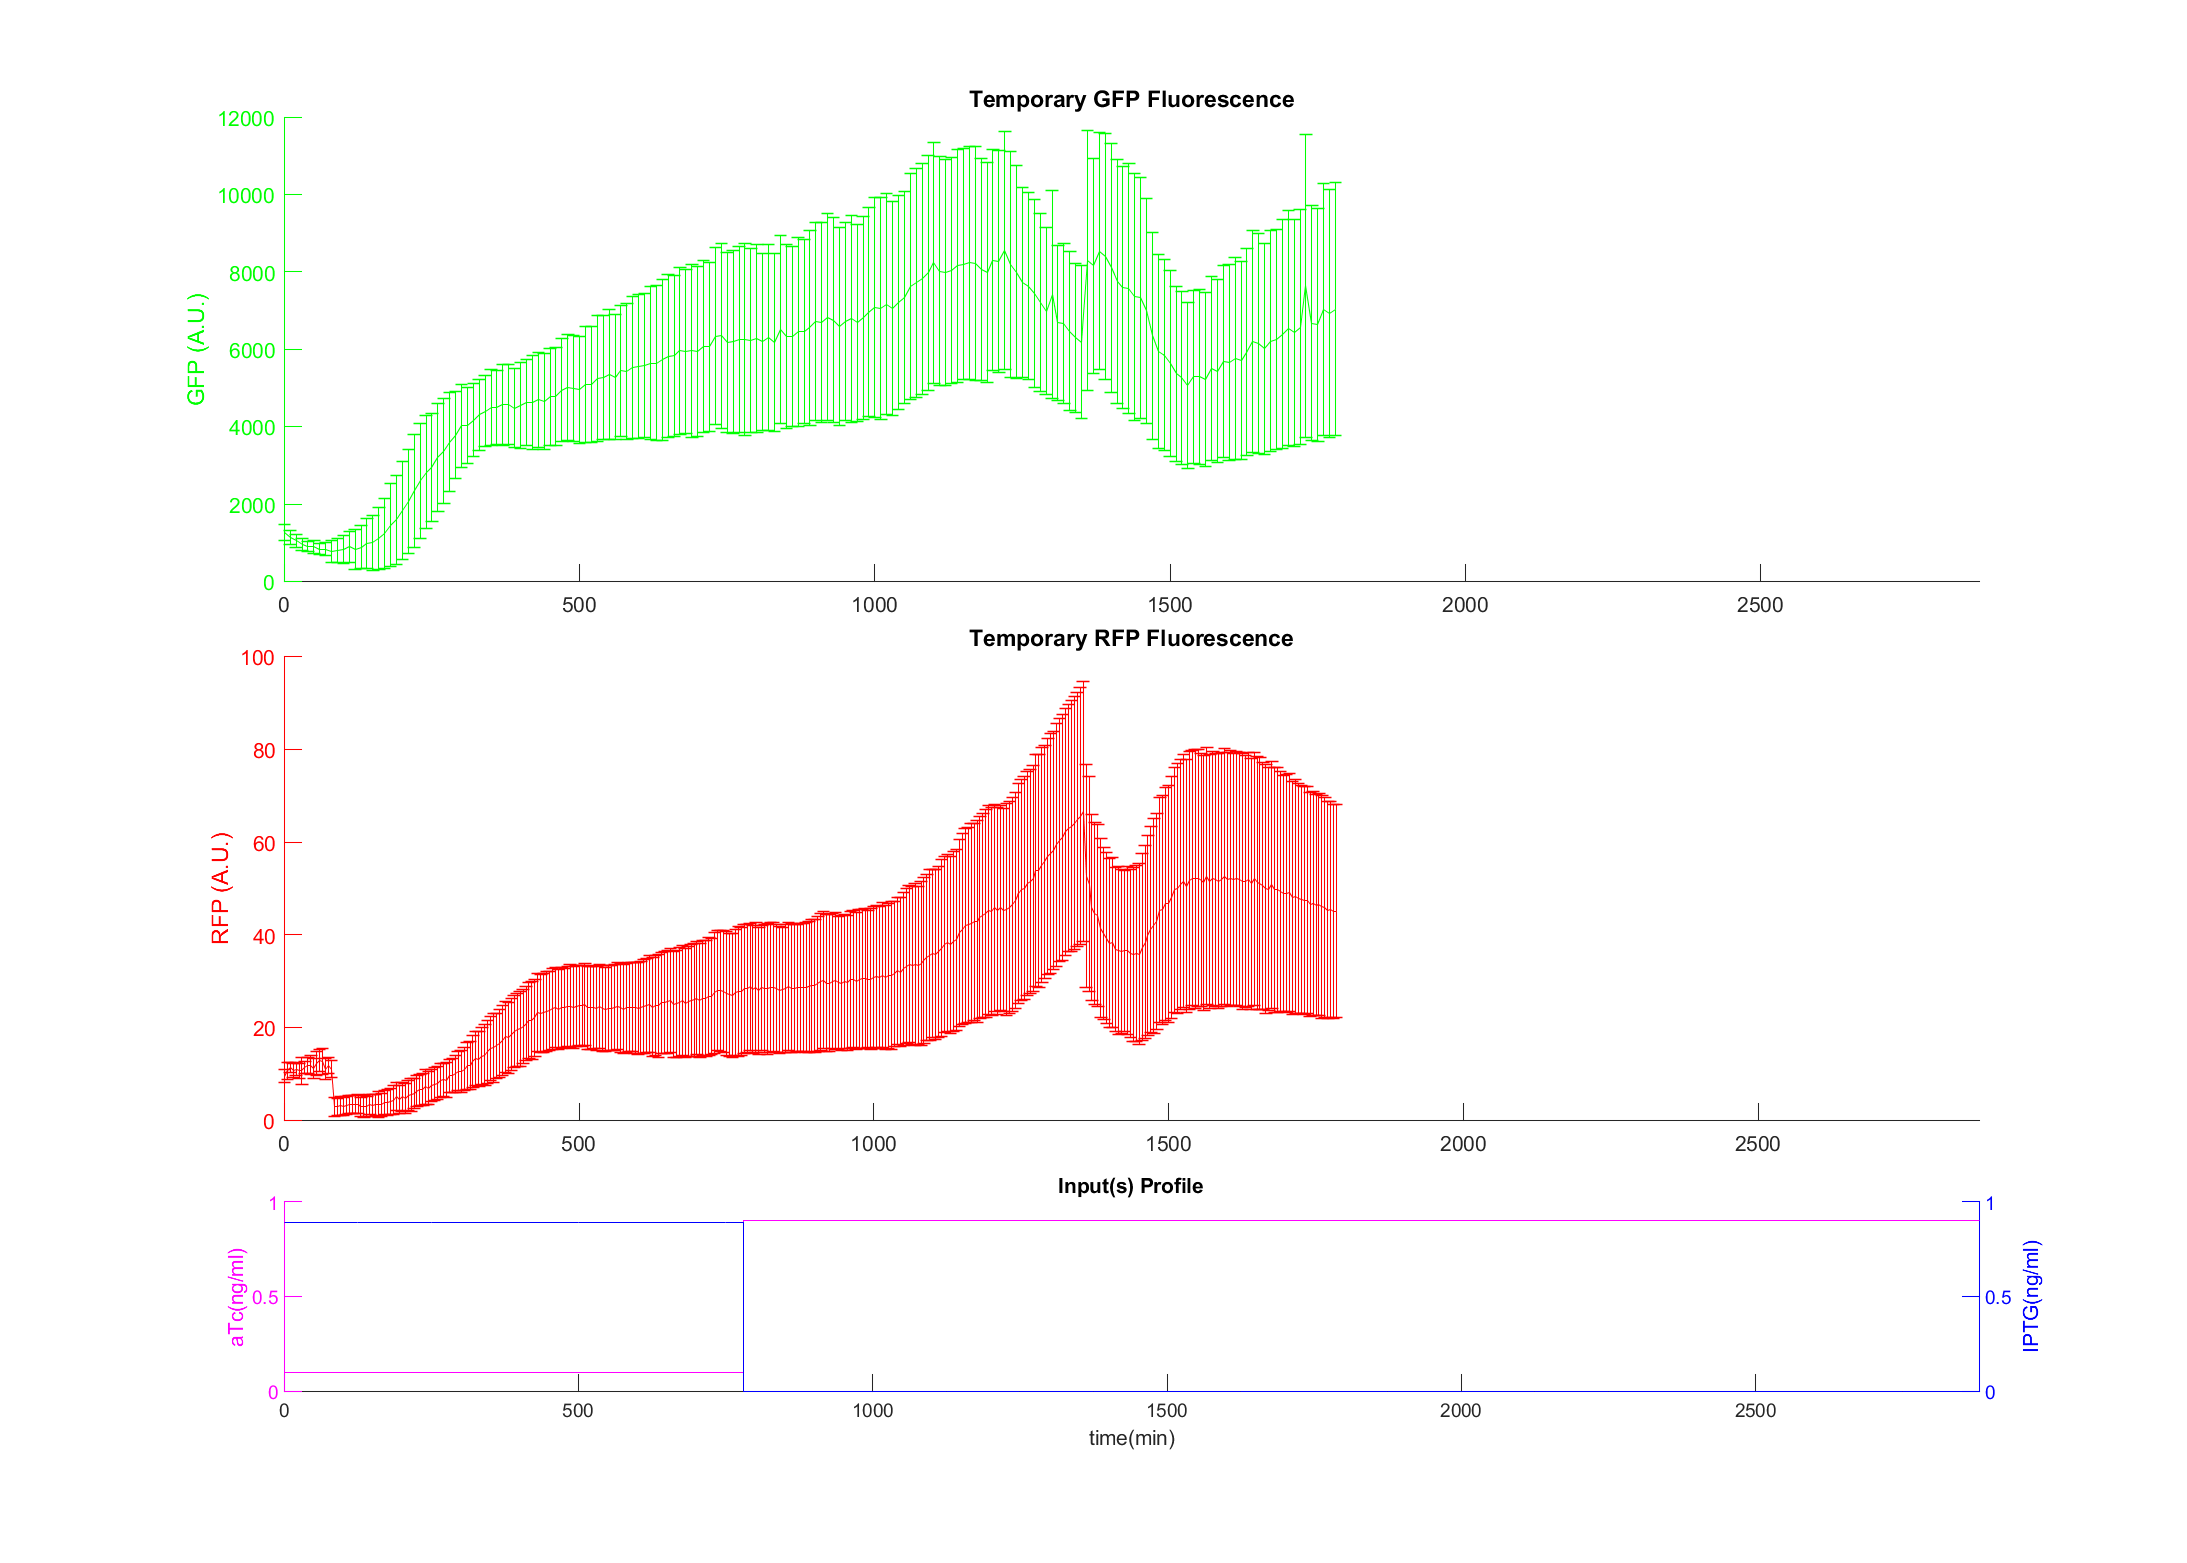 Temporary GFP Fluorescence
12000
10000
8000
6000
4000
2000
0
GFP (A.U.)
0 500 1000 1500 2000 2500
Temporary RFP Fluorescence
100
80
60
40
20
0
RFP (A.U.)
0 500 1000 1500 2000 2500
Input(s) Profile
1
0.5
0
aTc(ng/ml)
1
0.5
0
IPTG(ng/ml)
0 500 1000 1500 2000 2500
time(min)